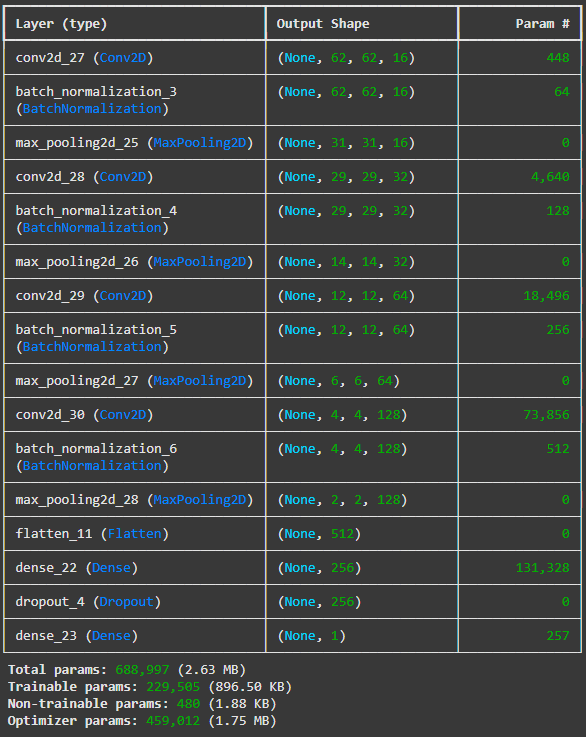 Layer (type) Output Shape Param #
conv2d_27 (Conv2D) (None, 62, 62, 16) 448
batch_normalization_3 (None, 62, 62, 16) 64
(BatchNormalization)
max_pooling2d_25 (MaxPooling2D) (None, 31, 31, 16) 0
conv2d_28 (Conv2D) (None, 29, 29, 32) 4,640
batch_normalization_4 (None, 29, 29, 32) 128
(BatchNormalization)
max_pooling2d_26 (MaxPooling2D) (None, 14, 14, 32) 0
conv2d_29 (Conv2D) (None, 12, 12, 64) 18,496
batch_normalization_5 (None, 12, 12, 64) 256
(BatchNormalization)
max_pooling2d_27 (MaxPooling2D) (None, 6, 6, 64) 0
conv2d_30 (Conv2D) (None, 4, 4, 128) 73,856
batch_normalization_6 (None, 4, 4, 128) 512
(BatchNormalization)
max_pooling2d_28 (MaxPooling2D) (None, 2, 2, 128) 0
flatten_11 (Flatten) (None, 512) 0
dense_22 (Dense) (None, 256) 131,328
dropout_4 (Dropout) (None, 256) 0
dense_23 (Dense) (None, 1) 257
Total params: 688,997 (2.63 MB)
Trainable params: 229,505 (896.50 KB)
Non-trainable params: 480 (1.88 KB)
Optimizer params: 459,012 (1.75 MB)